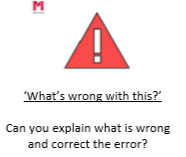 M
!
‘What’s wrong with this?’
Can you explain what is wrong
and correct the error?